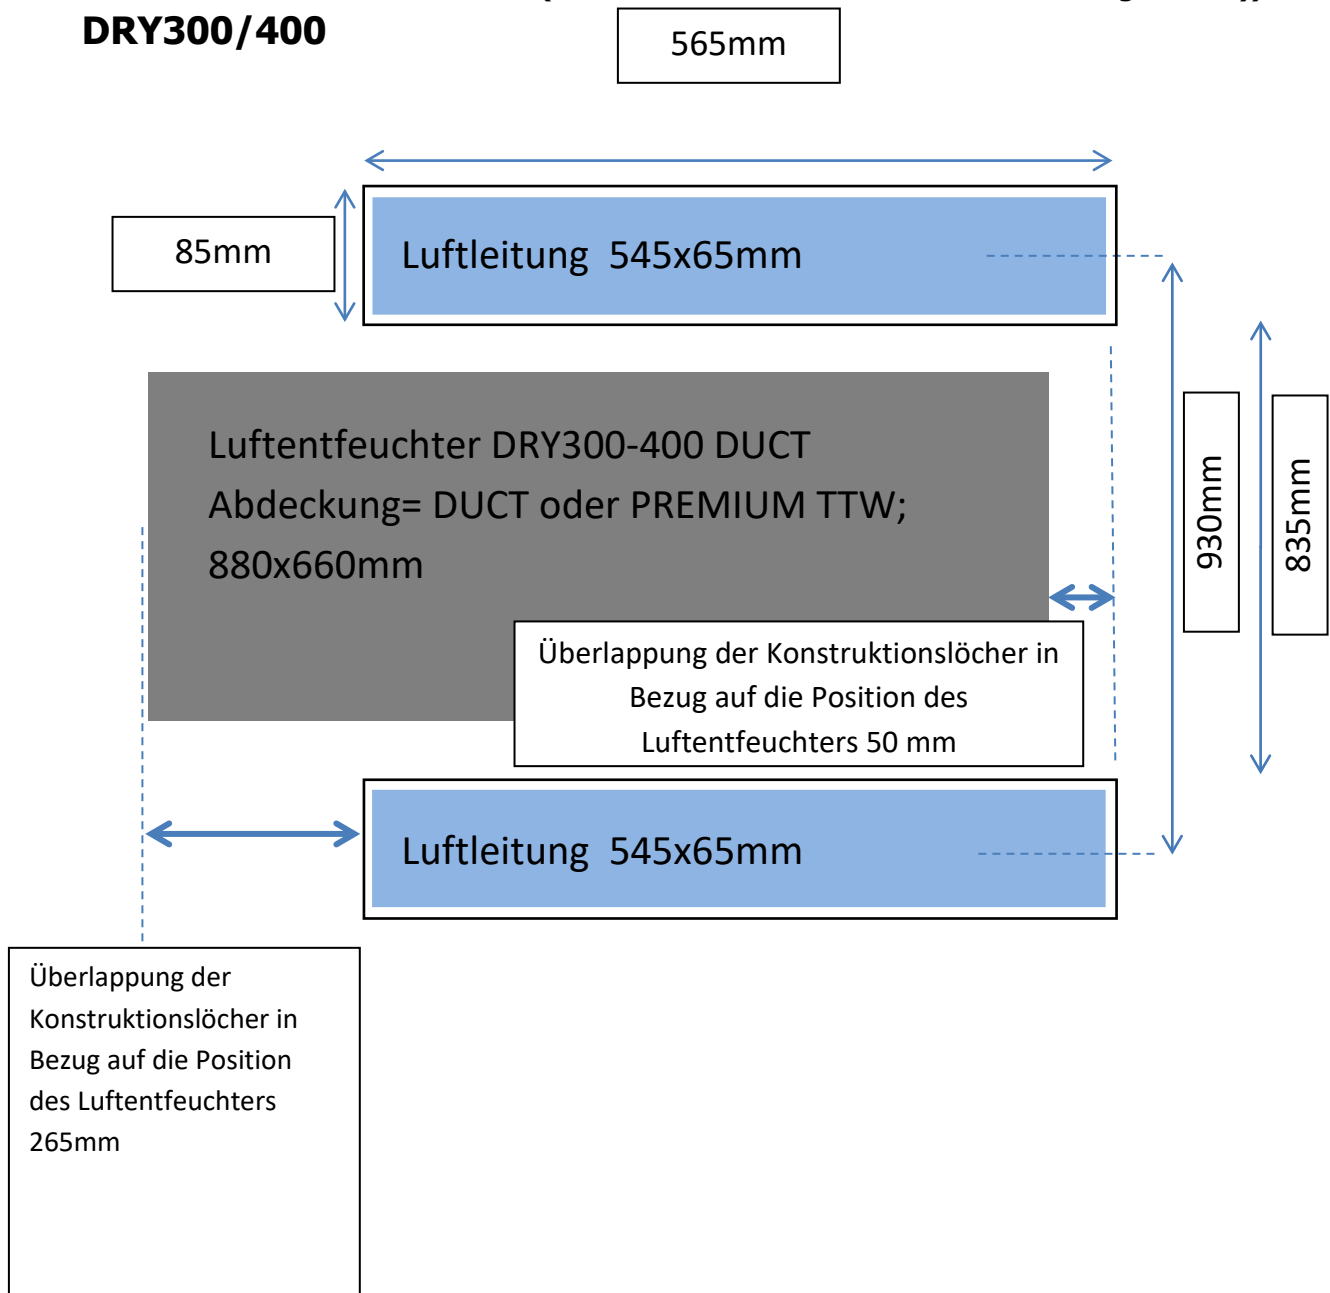 DRY300/400
565mm
85mm
Luftleitung 545x65mm
Luftentfeuchter DRY300-400 DUCT
Abdeckung= DUCT oder PREMIUM TTW;
880x660mm
930mm
835mm
Überlappung der Konstruktionslöcher in
Bezug auf die Position des
Luftentfeuchters 50 mm
Luftleitung 545x65mm
Überlappung der
Konstruktionslöcher in
Bezug auf die Position
des Luftentfeuchters
265mm